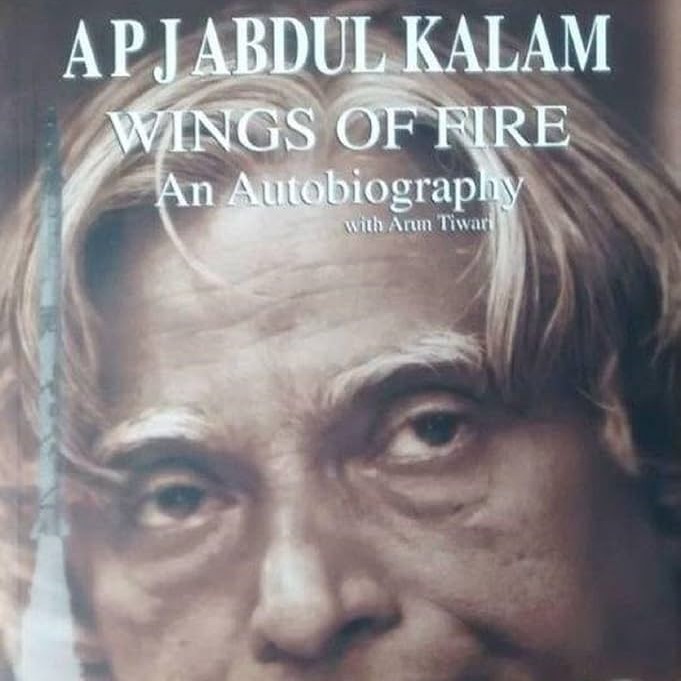 A P J ABDUL KALAM
WINGS OF FIRE
An Autobiography
with Arun Tiwari